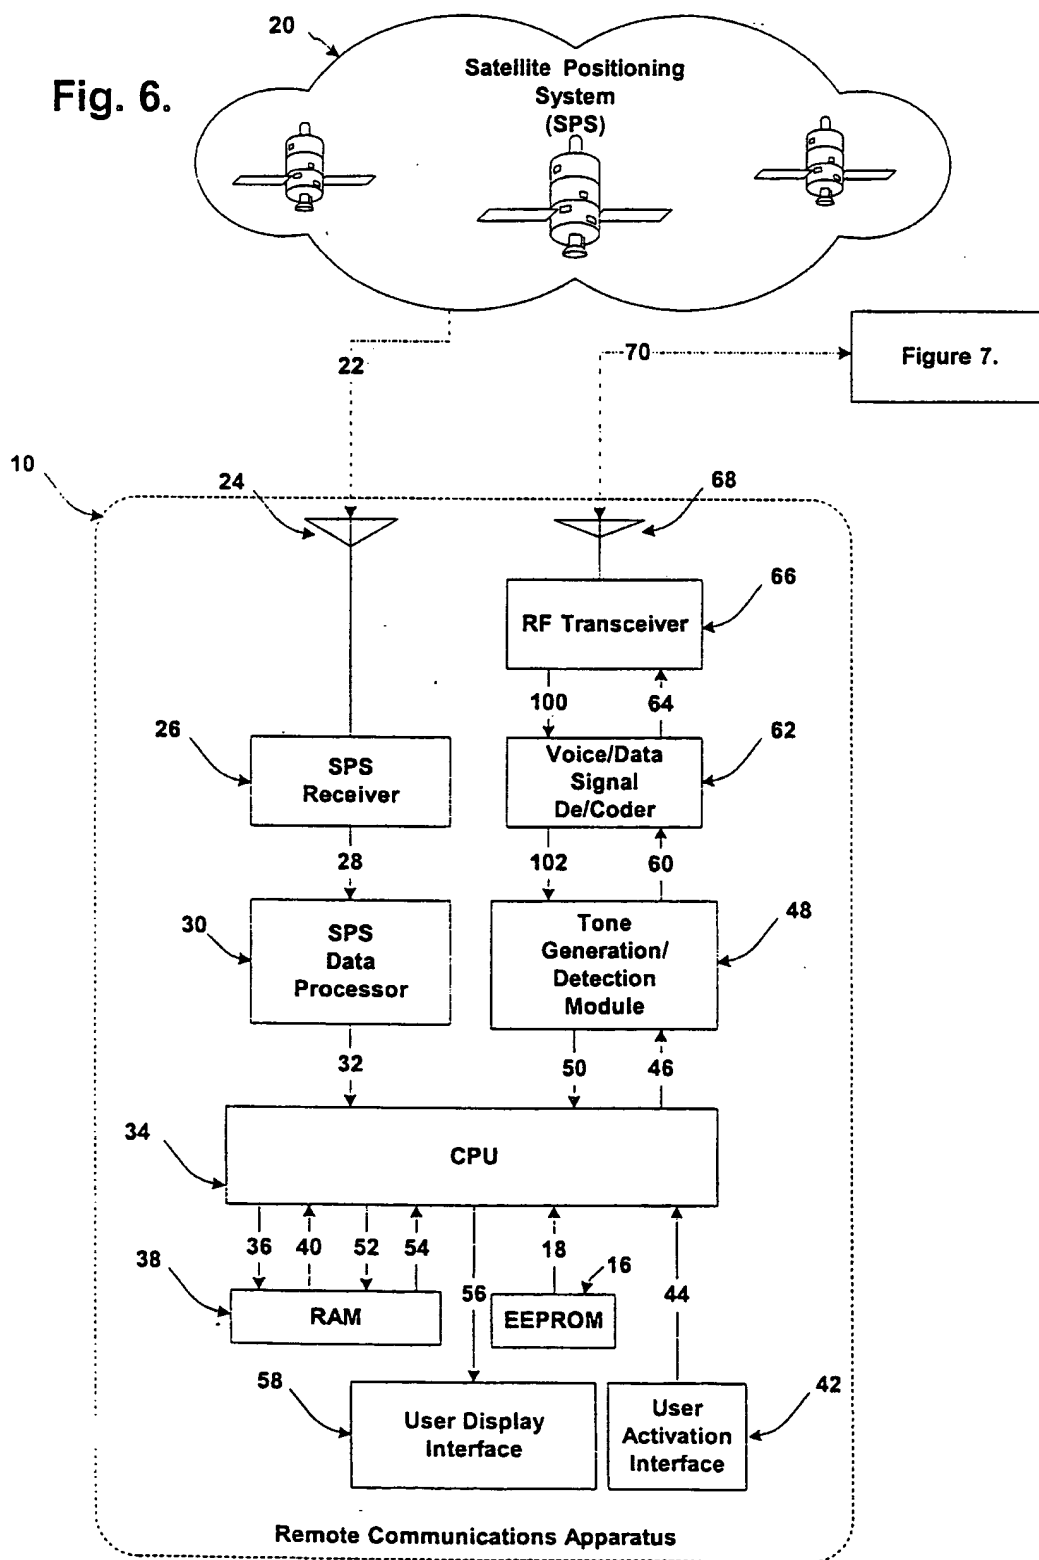 20
Fig. 6.
Satellite Positioning
System
(SPS)
22
70
Figure 7.
10
24
68
66
RF Transceiver
100
64
26
62
SPS
Receiver
Voice/Data
Signal
De/Coder
28
102
60
30
48
SPS
Data
Processor
Tone
Generation/
Detection
Module
32
50
46
34
CPU
36
40
52
54
18
16
38
56
44
RAM
EEPROM
58
42
User Display
Interface
User
Activation
Interface
Remote Communications Apparatus